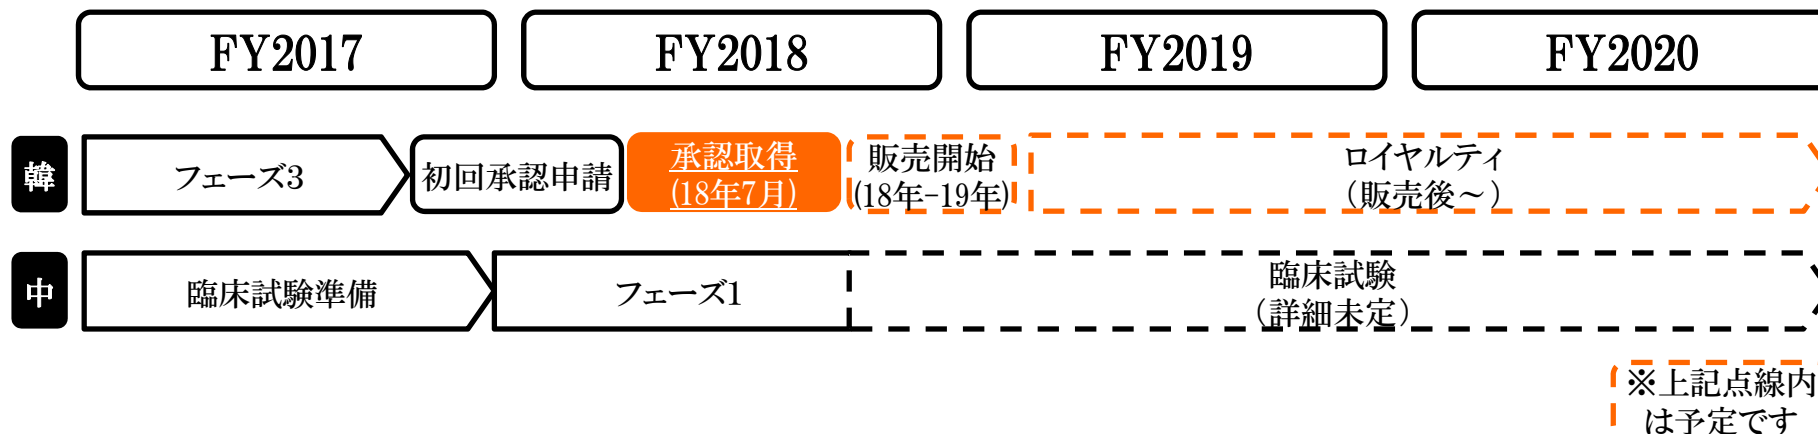 FY2017 FY2018 FY2019 FY2020
韓
フェーズ3
初回承認申請
承認取得
(18年7月)
販売開始
(18年-19年)
ロイヤルティ
（販売後～）
中
臨床試験準備
フェーズ1
臨床試験
（詳細未定）
※上記点線内
は予定です